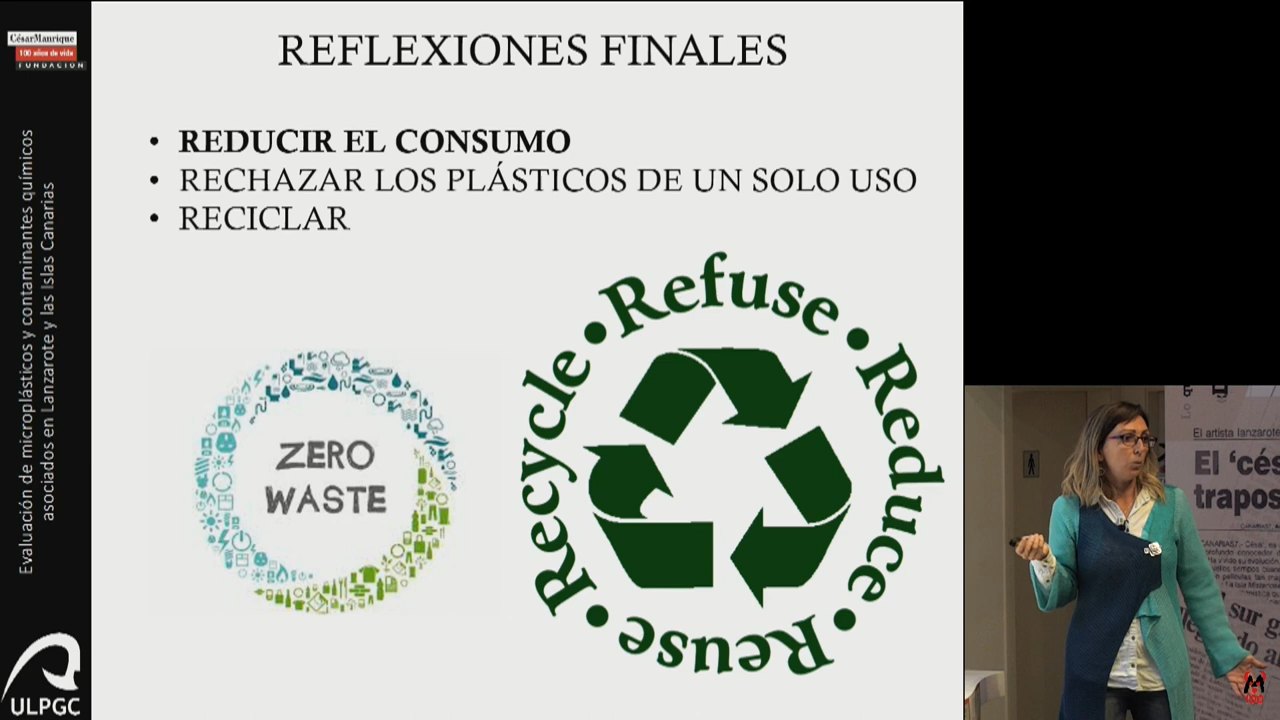 CésarManrique
100 años de vida
FUNDACIÓN
Evaluación de microplásticos y contaminantes químicos
asociados en Lanzarote y las Islas Canarias
ULPGC
REFLEXIONES FINALES
• REDUCIR EL CONSUMO
• RECHAZAR LOS PLÁSTICOS DE UN SOLO USO
• RECICLAR
ZERO
WASTE
Refuse • Reduce • Reuse • Recycle •
El artista lanzarote
El ‘cés
trapos
sur g